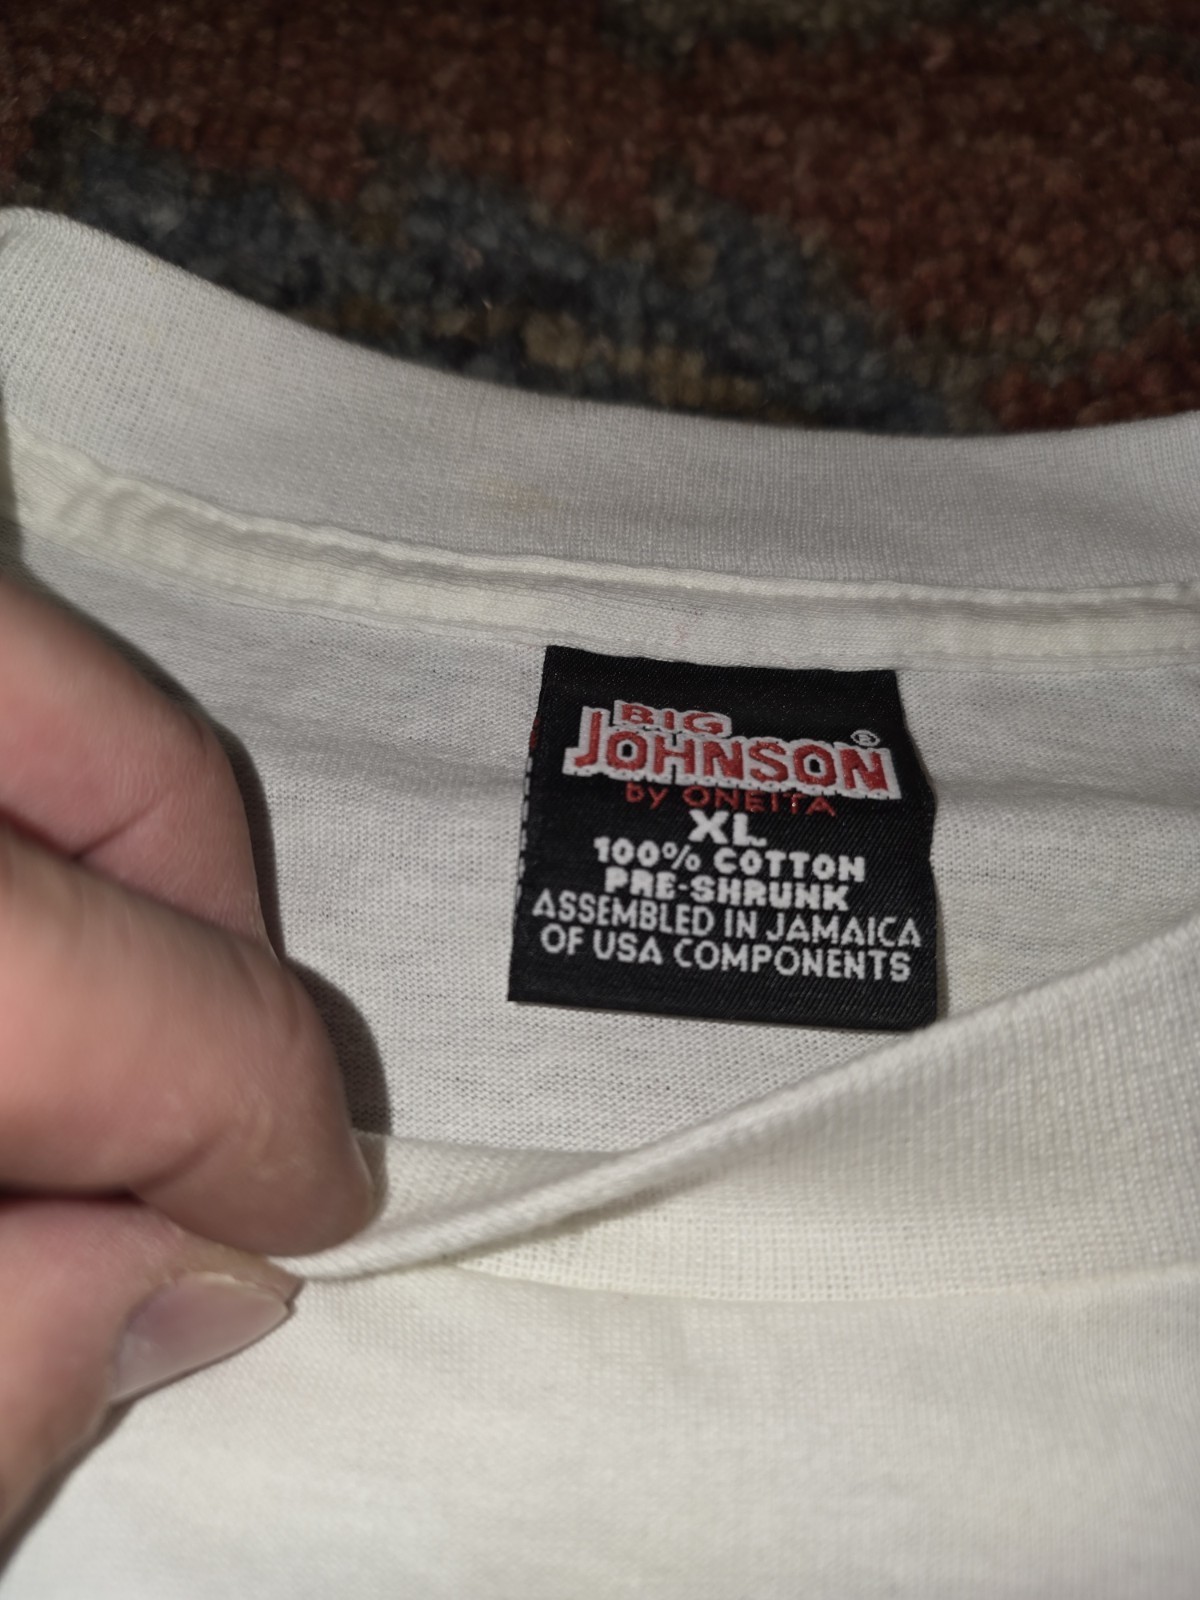 BIG
JOHNSON®
by ONEITA
XL
100% COTTON
PRE-SHRUNK
ASSEMBLED IN JAMAICA
OF USA COMPONENTS